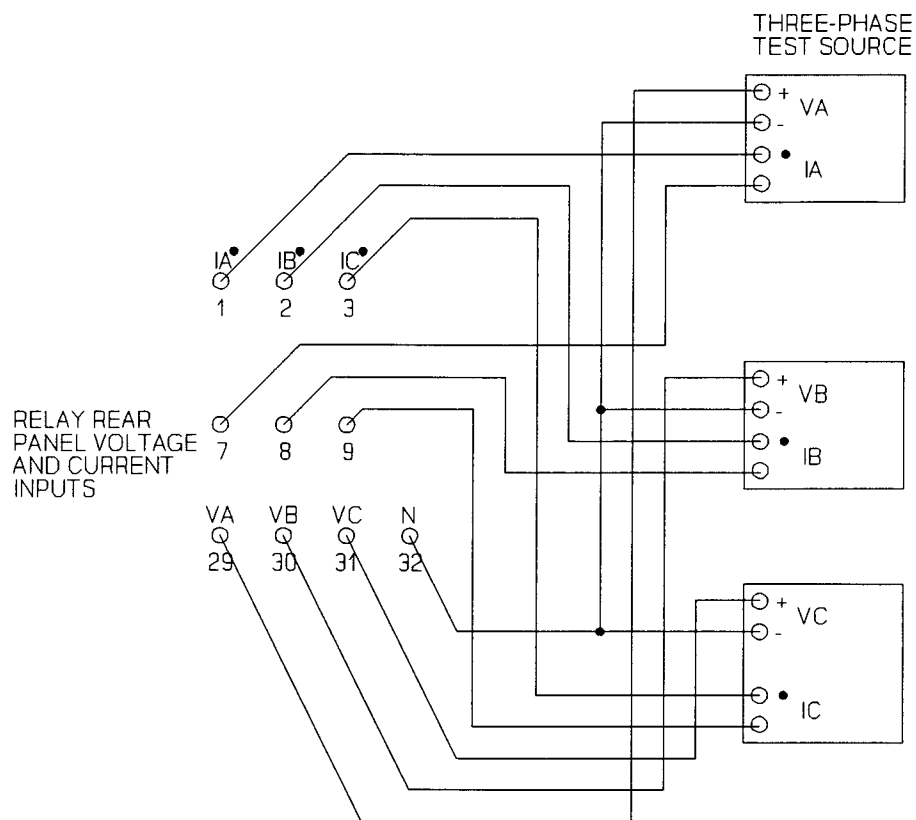 THREE-PHASE
TEST SOURCE
+
VA
-
IA
IA IB IC
1 2 3
+
VB
-
IB
RELAY REAR
PANEL VOLTAGE
AND CURRENT
INPUTS
7 8 9
VA VB VC N
29 30 31 32
+
VC
-
IC